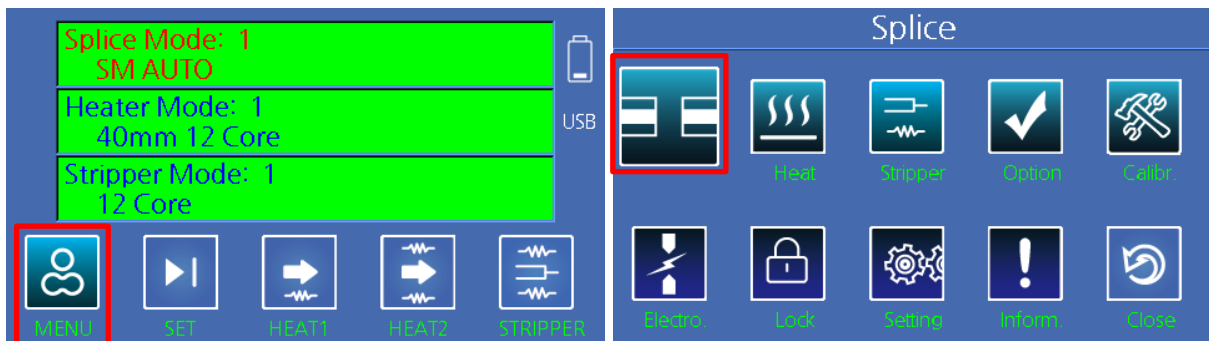 Splice Mode: 1
SM AUTO
Heater Mode: 1
40mm 12 Core
Stripper Mode: 1
12 Core
USB
MENU SET HEAT1 HEAT2 STRIPPER
Splice
Heat Stripper Option Calibr.
Electro. Lock Setting Inform. Close